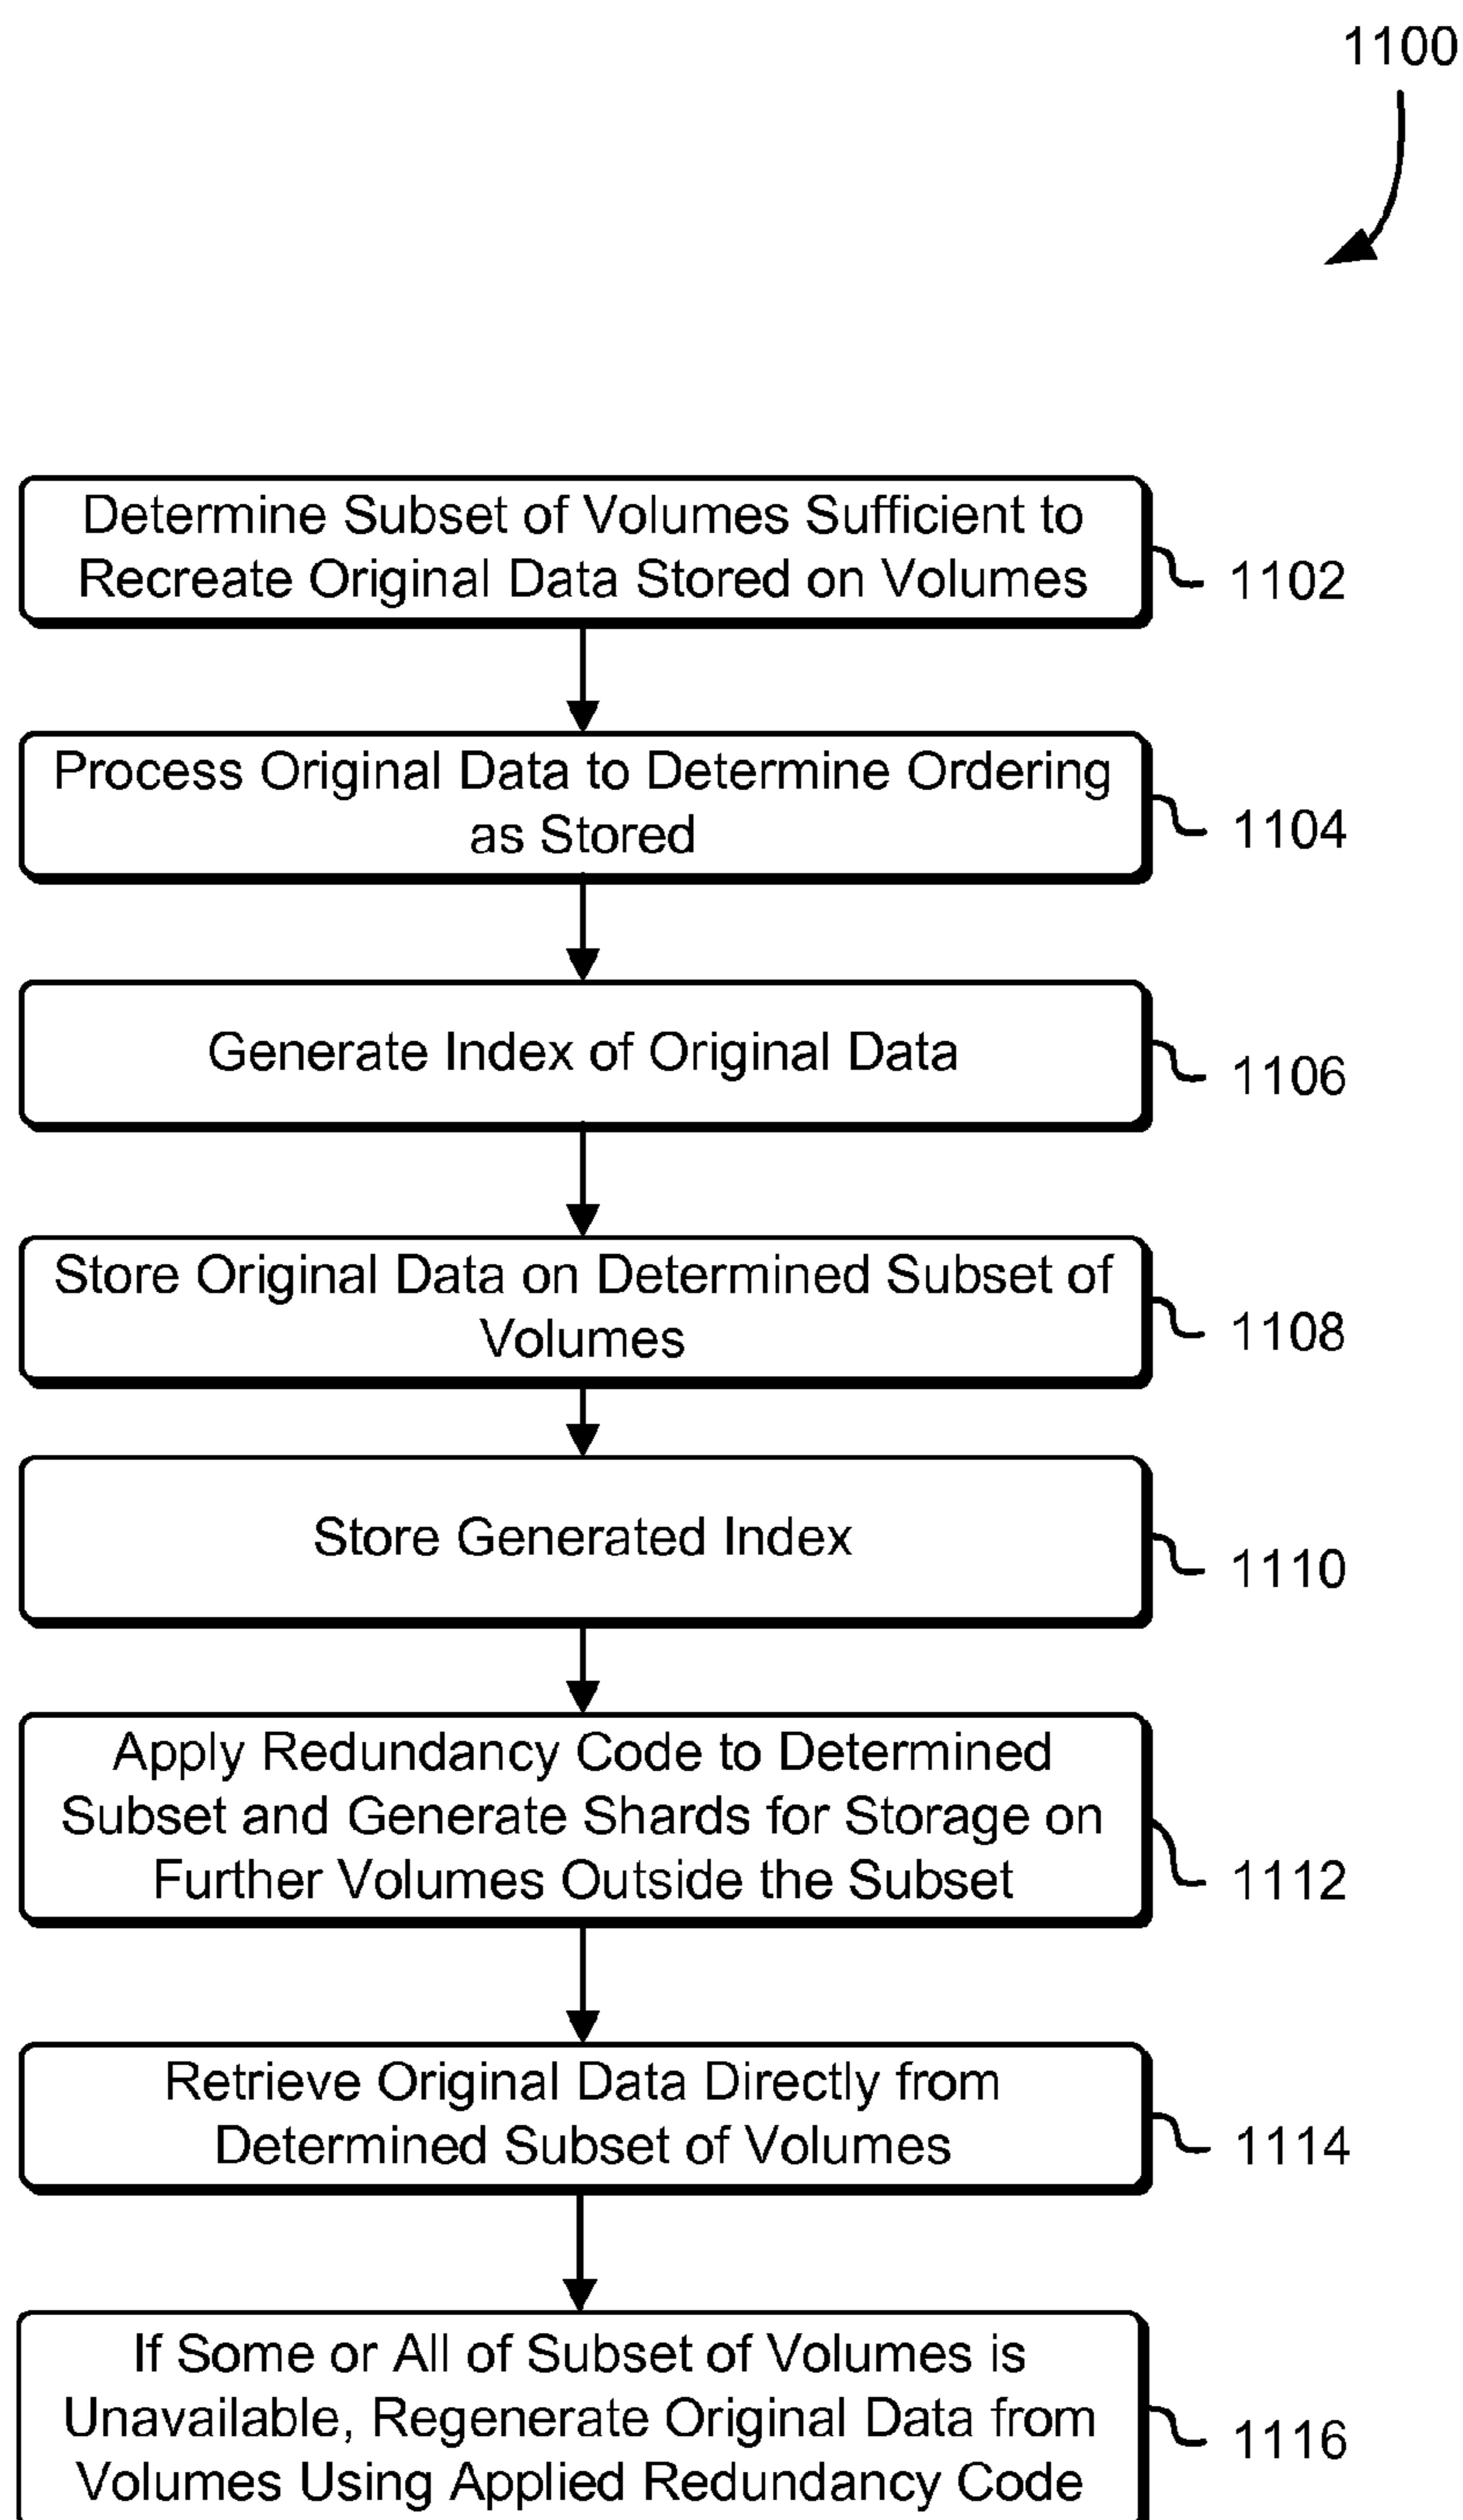 1100
Determine Subset of Volumes Sufficient to
Recreate Original Data Stored on Volumes
1102
Process Original Data to Determine Ordering
as Stored
1104
Generate Index of Original Data
1106
Store Original Data on Determined Subset of
Volumes
1108
Store Generated Index
1110
Apply Redundancy Code to Determined
Subset and Generate Shards for Storage on
Further Volumes Outside the Subset
1112
Retrieve Original Data Directly from
Determined Subset of Volumes
1114
If Some or All of Subset of Volumes is
Unavailable, Regenerate Original Data from
Volumes Using Applied Redundancy Code
1116